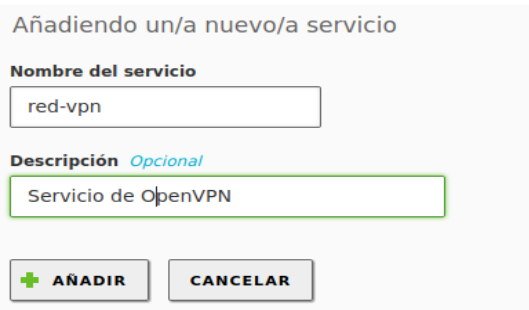 Añadiendo un/a nuevo/a servicio
Nombre del servicio
red-vpn
Descripción Opcional
Servicio de OpenVPN
AÑADIR CANCELAR